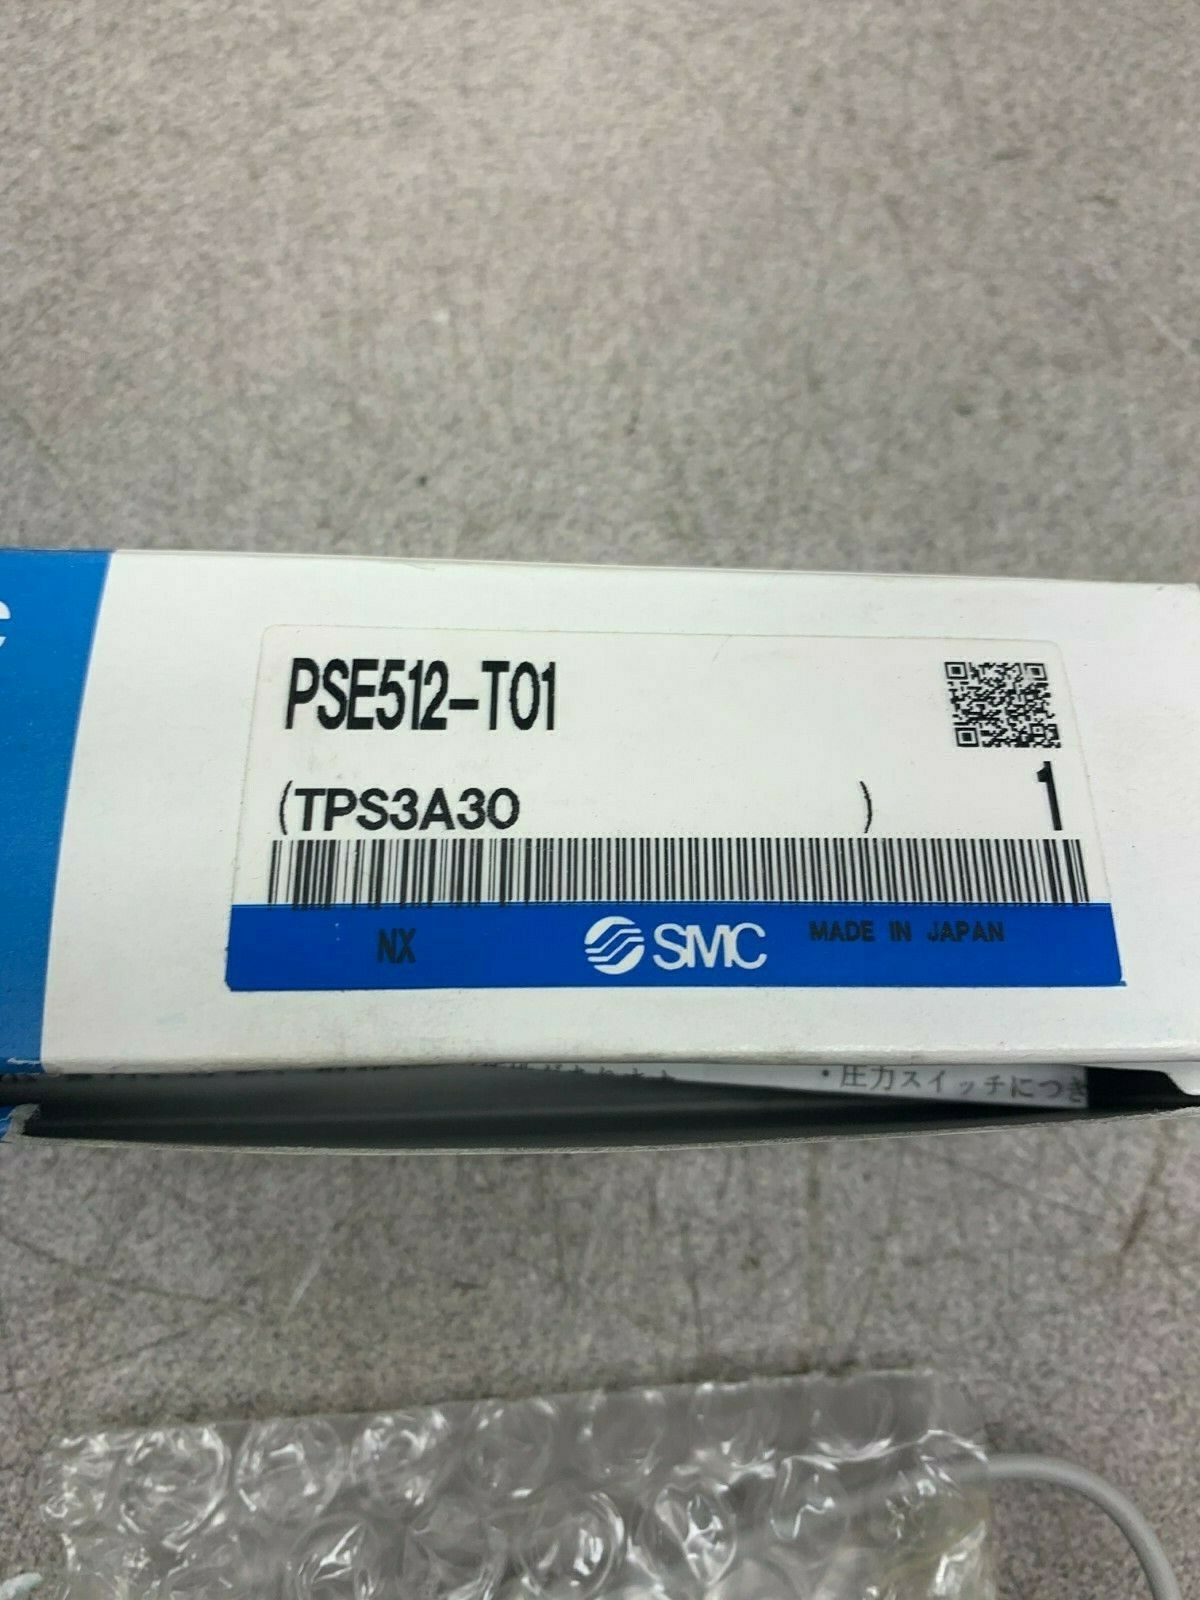 PSE512-T01
(TPS3A30 )
1
NX
SMC
MADE IN JAPAN
・圧力スイッチにつき